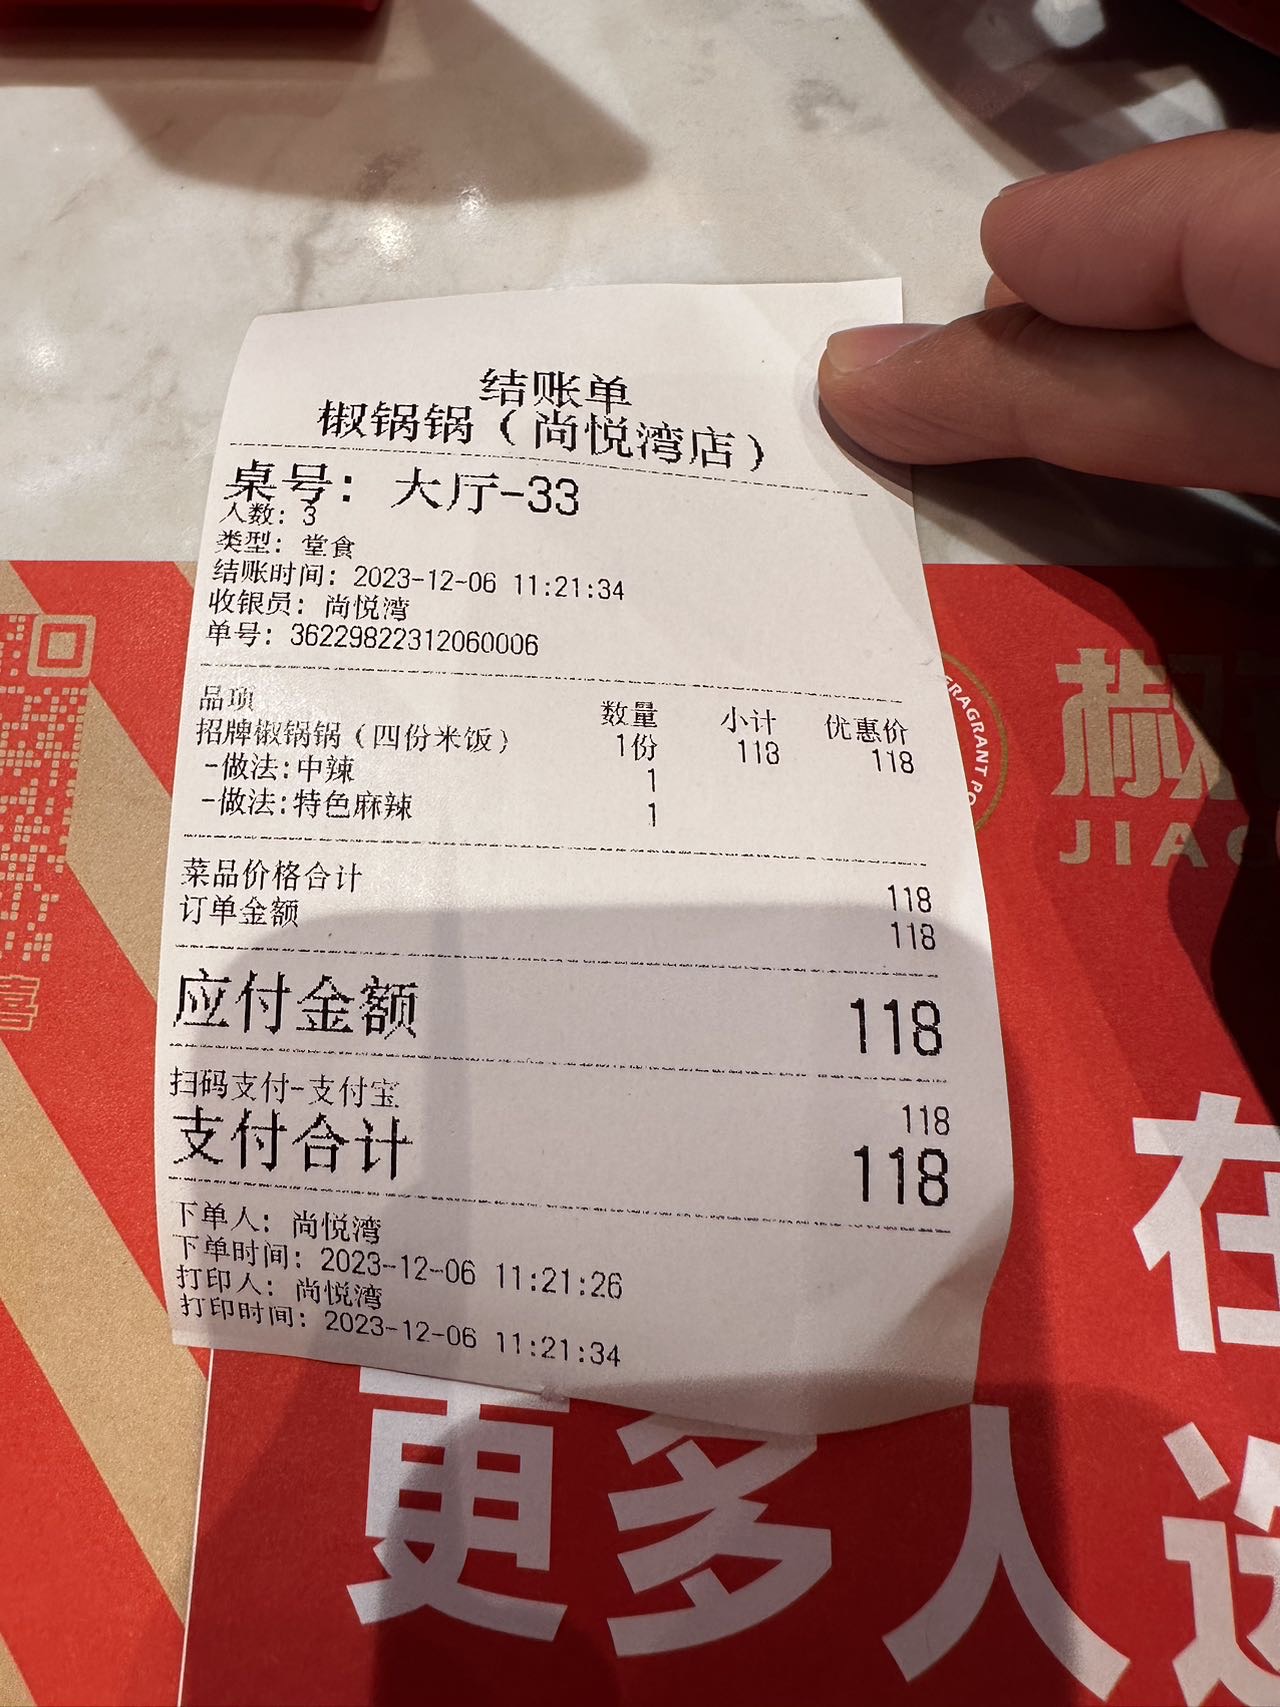 结账单
椒锅锅（尚悦湾店）
桌号： 大厅-33
人数：3
类型：堂食
结账时间：2023-12-06 11:21:34
收银员：尚悦湾
单号：36229822312060006
品项 数量 小计 优惠价
招牌椒锅锅（四份米饭） 1份 118 118
-做法:中辣 1
-做法:特色麻辣 1
菜品价格合计 118
订单金额 118
应付金额 118
扫码支付-支付宝 118
支付合计 118
下单人：尚悦湾
下单时间：2023-12-06 11:21:26
打印人：尚悦湾
打印时间：2023-12-06 11:21:34
FRAGRANT PO
椒
JIAO
在
更多人选
喜